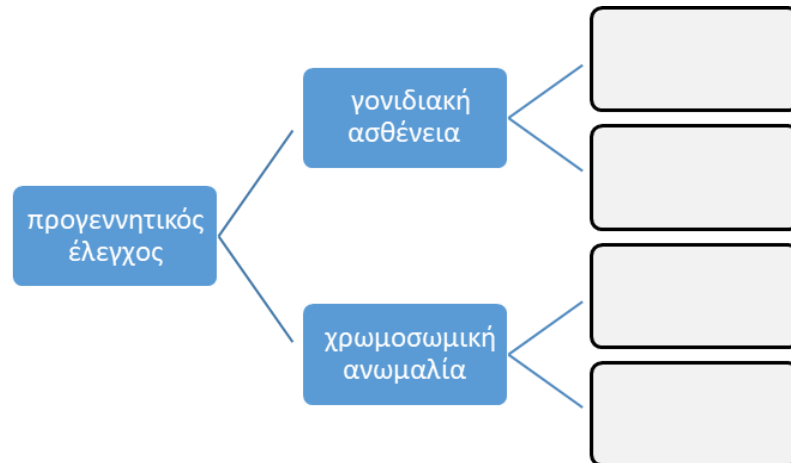 γονιδιακή
ασθένεια
προγεννητικός
έλεγχος
χρωμοσωμική
ανωμαλία